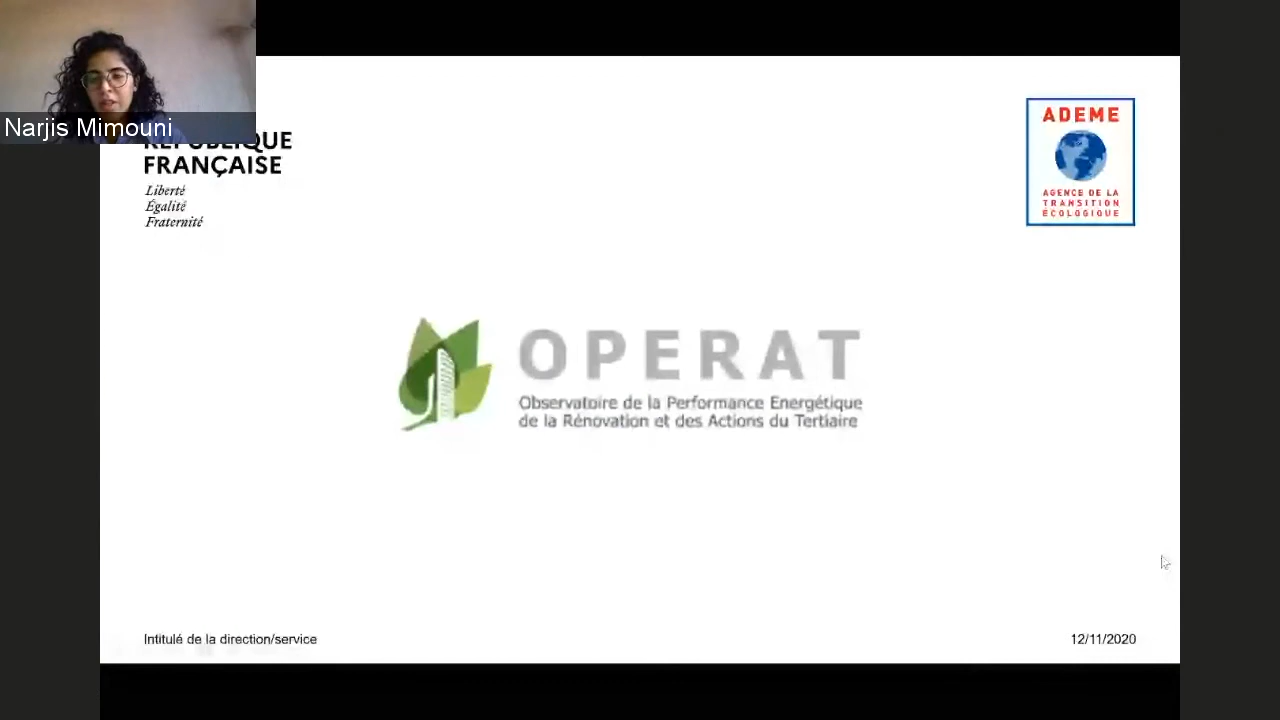 Narjis Mimouni
RÉPUBLIQUE
FRANÇAISE
Liberté
Égalité
Fraternité
ADEME
AGENCE DE LA
TRANSITION
ÉCOLOGIQUE
OPERAT
Observatoire de la Performance Energétique
de la Rénovation et des Actions du Tertiaire
Intitulé de la direction/service
12/11/2020